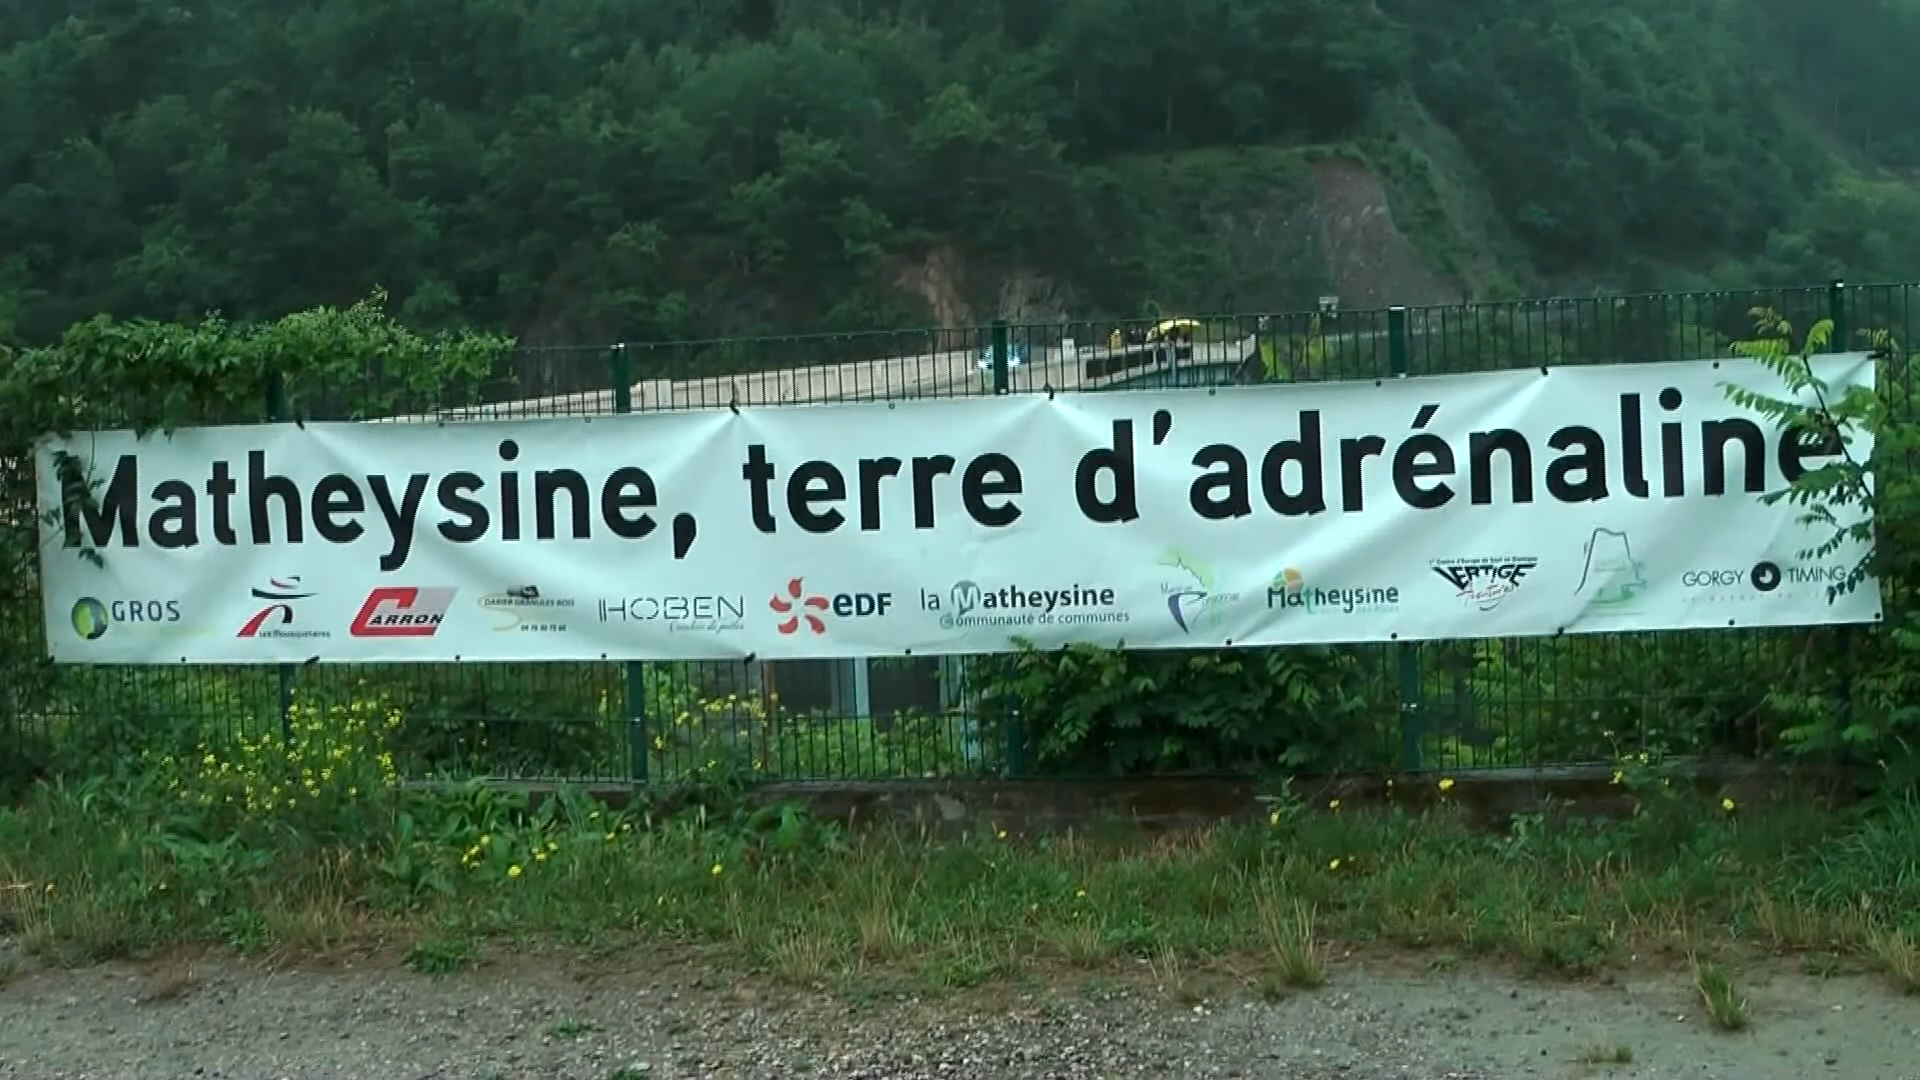 Matheysine, terre d'adrénaline
GROS
Les Mousquetaires
CARRON
DARIER GRANULES BOIS
HOBEN
EDF
la Matheysine
Communauté de communes
Matheysine
VERTIGE
Aventures
GORGY TIMING